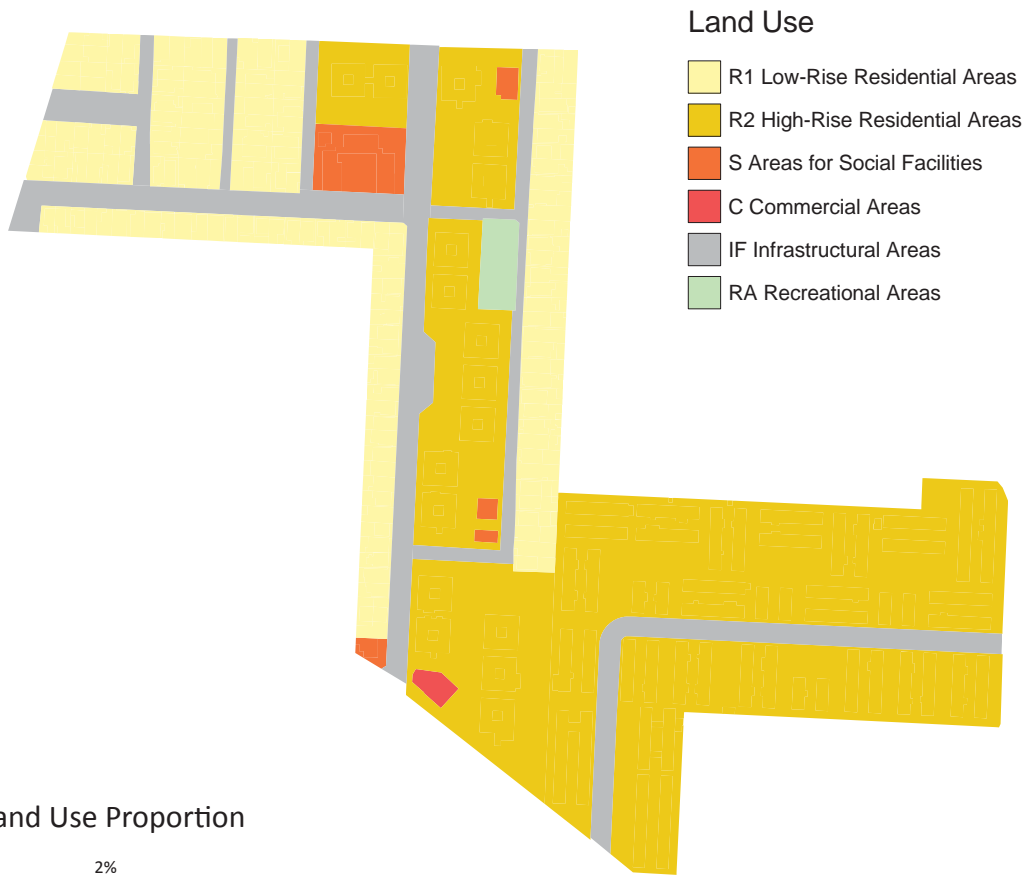 Land Use
R1 Low-Rise Residential Areas
R2 High-Rise Residential Areas
S Areas for Social Facilities
C Commercial Areas
IF Infrastructural Areas
RA Recreational Areas
and Use Proportion
2%